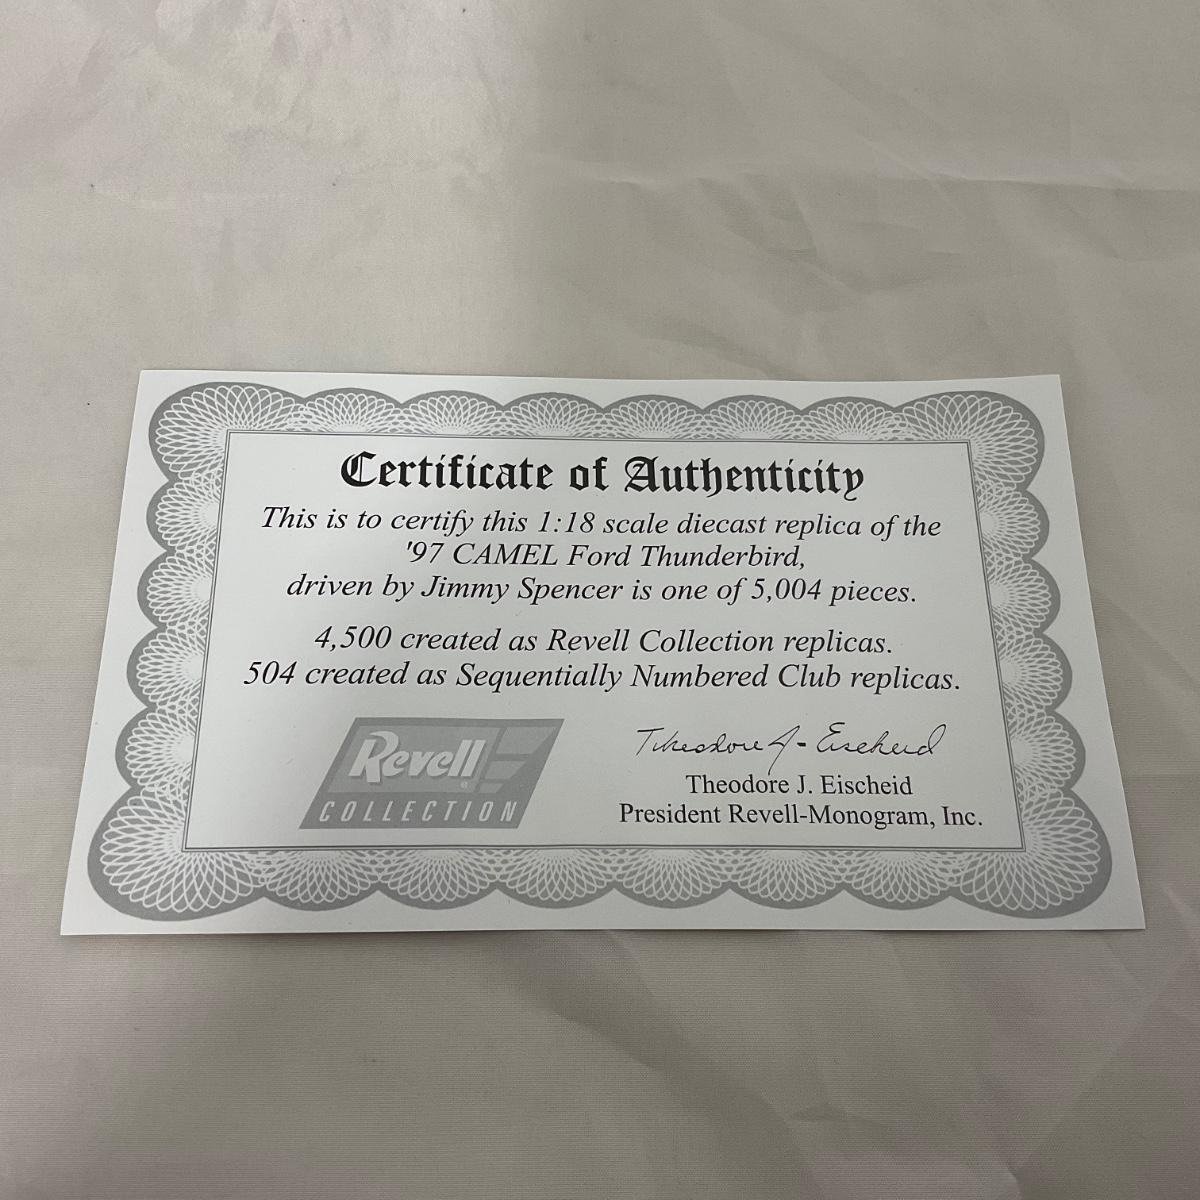 Certificate of Authenticity
This is to certify this 1:18 scale diecast replica of the
'97 CAMEL Ford Thunderbird,
driven by Jimmy Spencer is one of 5,004 pieces.
4,500 created as Revell Collection replicas.
504 created as Sequentially Numbered Club replicas.
Revell®
COLLECTION
Theodore J. Eischeid
Theodore J. Eischeid
President Revell-Monogram, Inc.